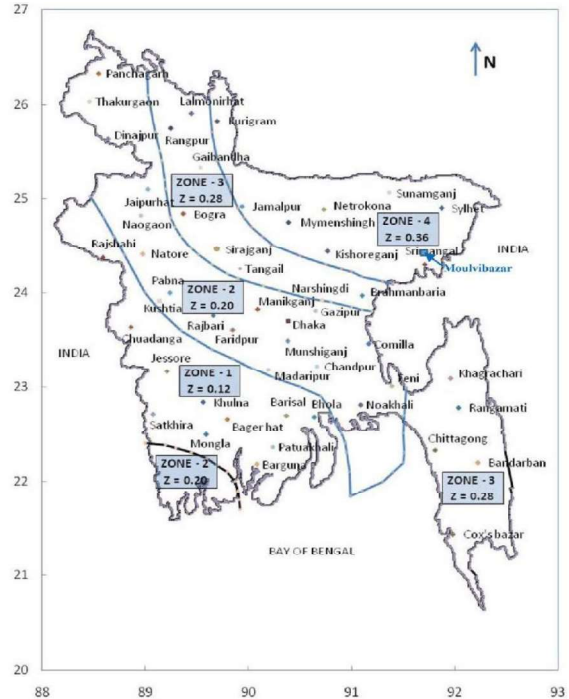 27
N
Panchagarh
26
Thakurgaon
Lalmonirhat
Kurigram
Dinajpur
Rangpur
Gaibandha
ZONE - 3
Z = 0.28
Sunamganj
25
Jaipurhat
Jamalpur
Netrokona
Sylhet
Bogra
Naogaon
Mymenshingh
ZONE - 4
Z = 0.36
Rajshahi
Natore
Sirajganj
Kishoreganj
Srimangal
INDIA
Moulvibazar
Tangail
Pabna
ZONE - 2
Z = 0.20
Narshingdi
Brahmanbaria
24
Kushtia
Manikganj
Gazipur
Rajbari
Dhaka
Chuadanga
Faridpur
Comilla
INDIA
Munshiganj
Jessore
Chandpur
Madaripur
Feni
Khagrachari
23
ZONE - 1
Z = 0.12
Khulna
Barisal
Bhola
Noakhali
Rangamati
Satkhira
Bager hat
Mongla
Patuakhali
Chittagong
ZONE - 2
Z = 0.20
Barguna
Bandarban
22
ZONE - 3
Z = 0.28
Cox's bazar
BAY OF BENGAL
21
20
88 89 90 91 92 93